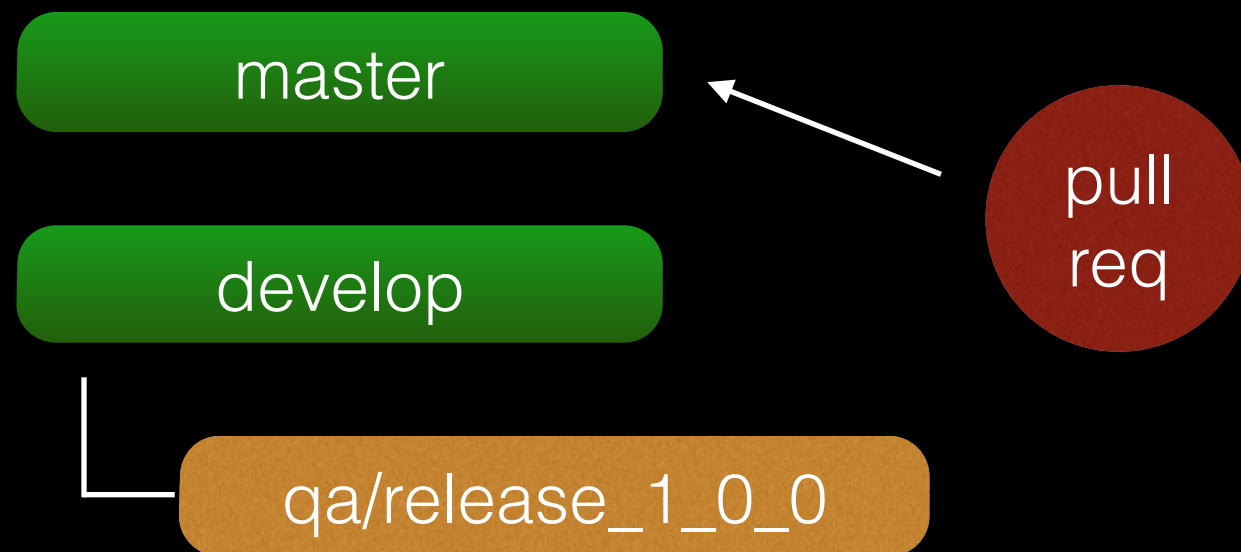 master
pull
req
develop
qa/release_1_0_0